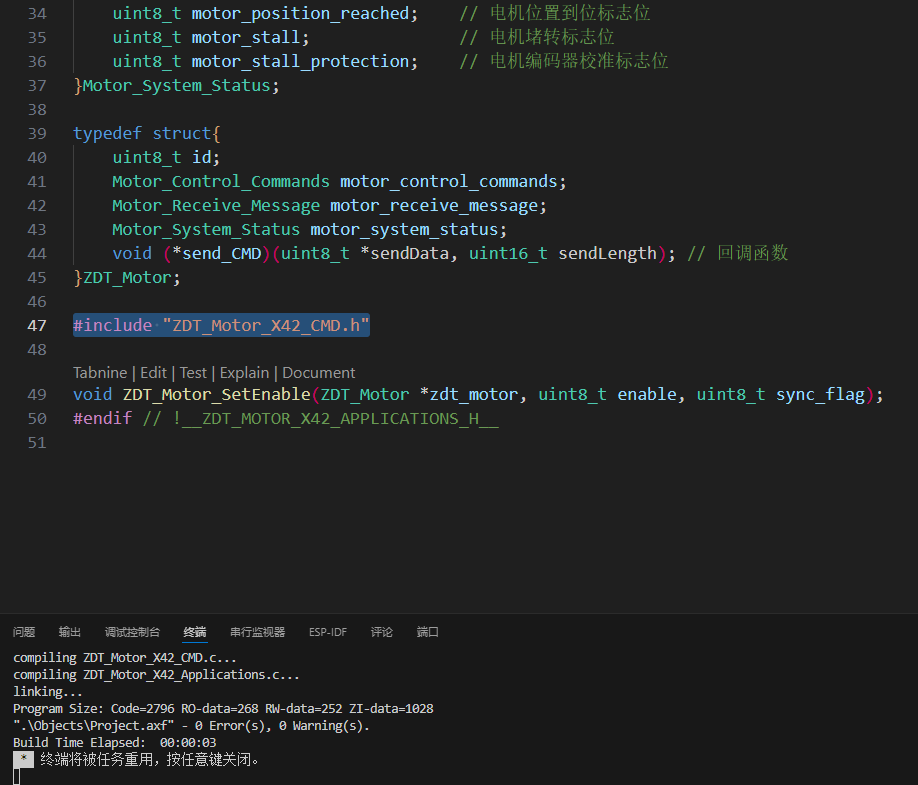 34 uint8_t motor_position_reached; // 电机位置到位标志位
35 uint8_t motor_stall; // 电机堵转标志位
36 uint8_t motor_stall_protection; // 电机编码器校准标志位
37 }Motor_System_Status;
38
39 typedef struct{
40 uint8_t id;
41 Motor_Control_Commands motor_control_commands;
42 Motor_Receive_Message motor_receive_message;
43 Motor_System_Status motor_system_status;
44 void (*send_CMD)(uint8_t *sendData, uint16_t sendLength); // 回调函数
45 }ZDT_Motor;
46
47 #include "ZDT_Motor_X42_CMD.h"
48
Tabnine | Edit | Test | Explain | Document
49 void ZDT_Motor_SetEnable(ZDT_Motor *zdt_motor, uint8_t enable, uint8_t sync_flag);
50 #endif // !__ZDT_MOTOR_X42_APPLICATIONS_H__
51
问题 输出 调试控制台 终端 串行监视器 ESP-IDF 评论 端口
compiling ZDT_Motor_X42_CMD.c...
compiling ZDT_Motor_X42_Applications.c...
linking...
Program Size: Code=2796 RO-data=268 RW-data=252 ZI-data=1028
".\Objects\Project.axf" - 0 Error(s), 0 Warning(s).
Build Time Elapsed: 00:00:03
* 终端将被任务重用，按任意键关闭。